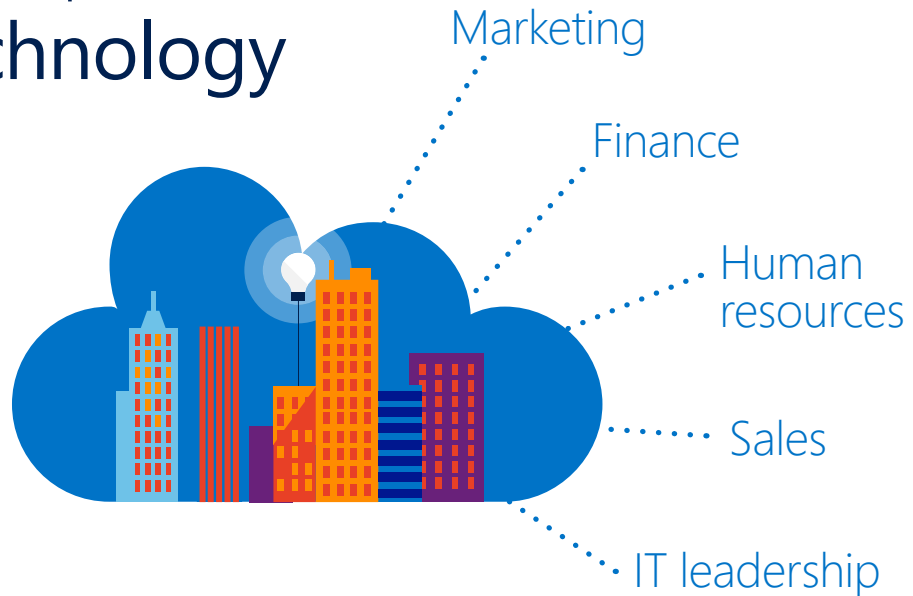 chnology
Marketing
Finance
Human
resources
Sales
IT leadership